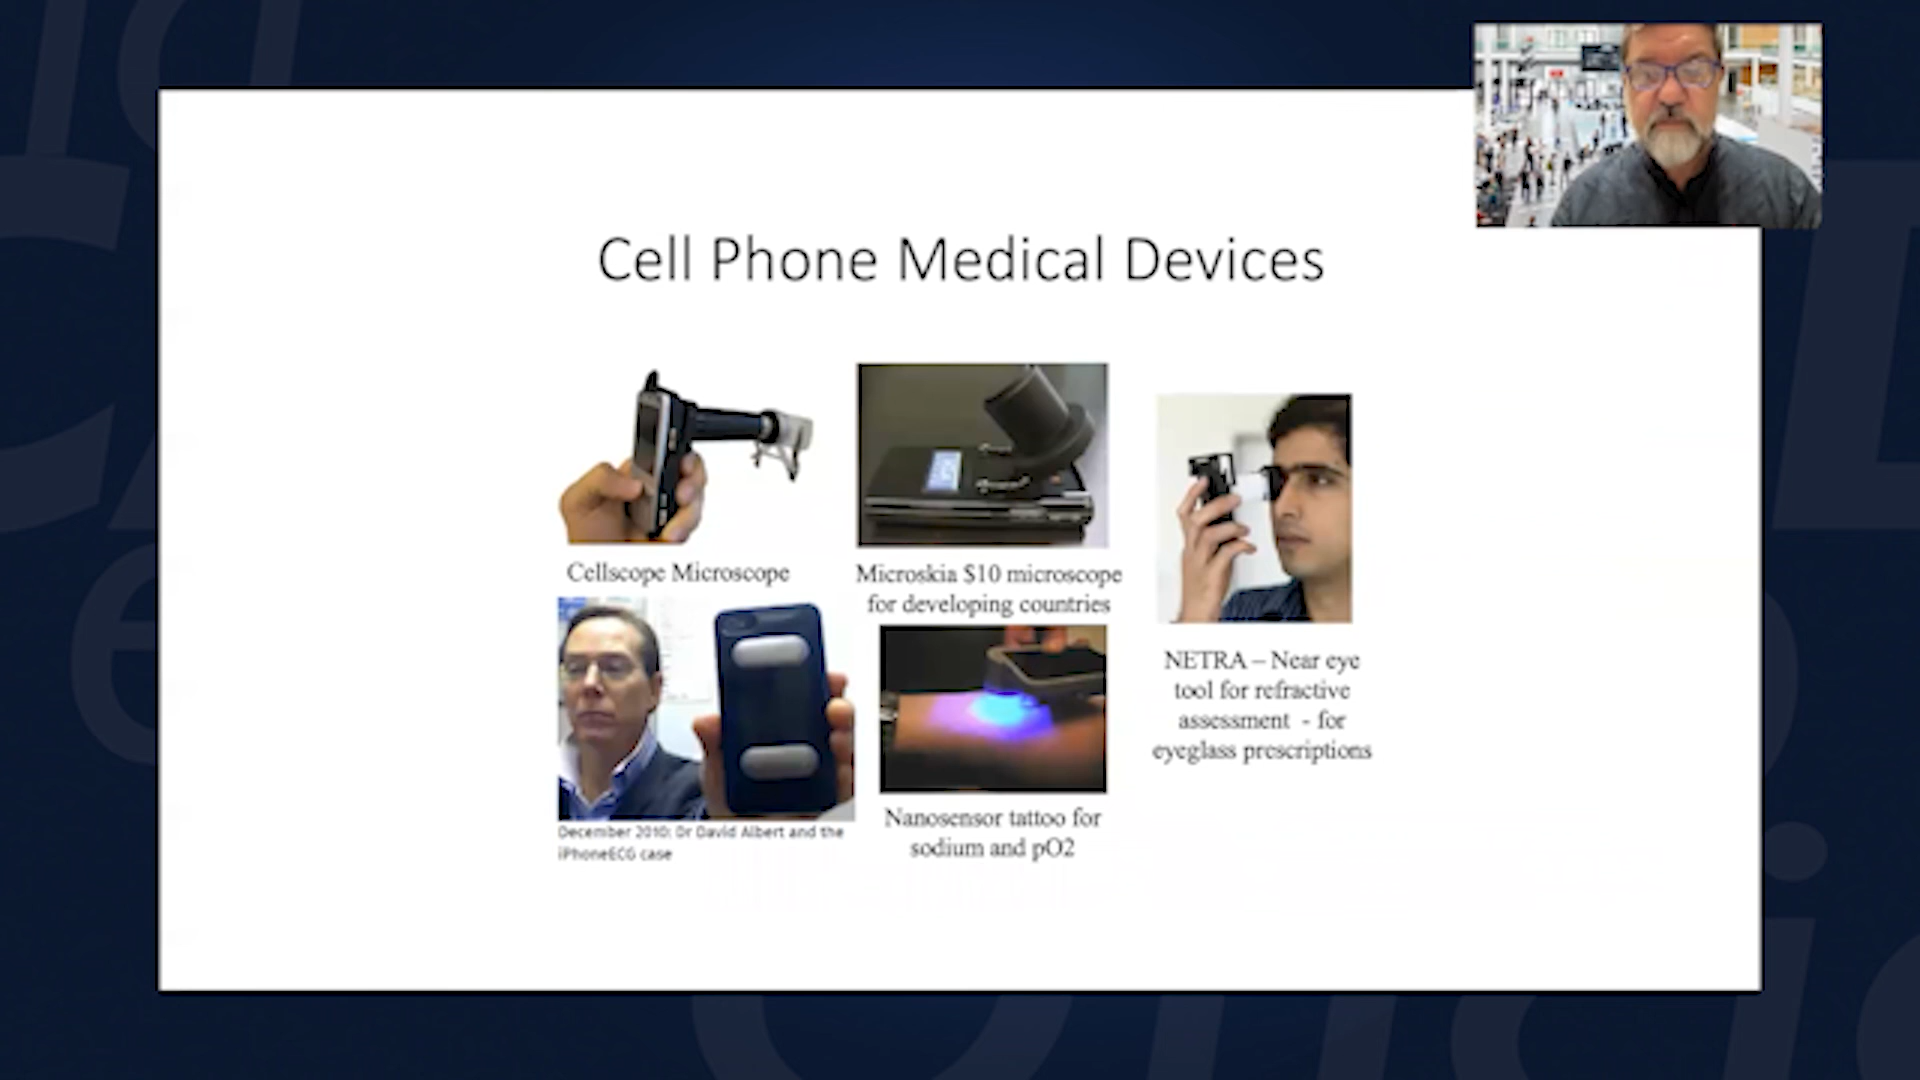 Cell Phone Medical Devices
Cellscope Microscope
Microskia $10 microscope
for developing countries
NETRA – Near eye
tool for refractive
assessment - for
eyeglass prescriptions
December 2010: Dr David Albert and the
iPhoneECG case
Nanosensor tattoo for
sodium and pO2